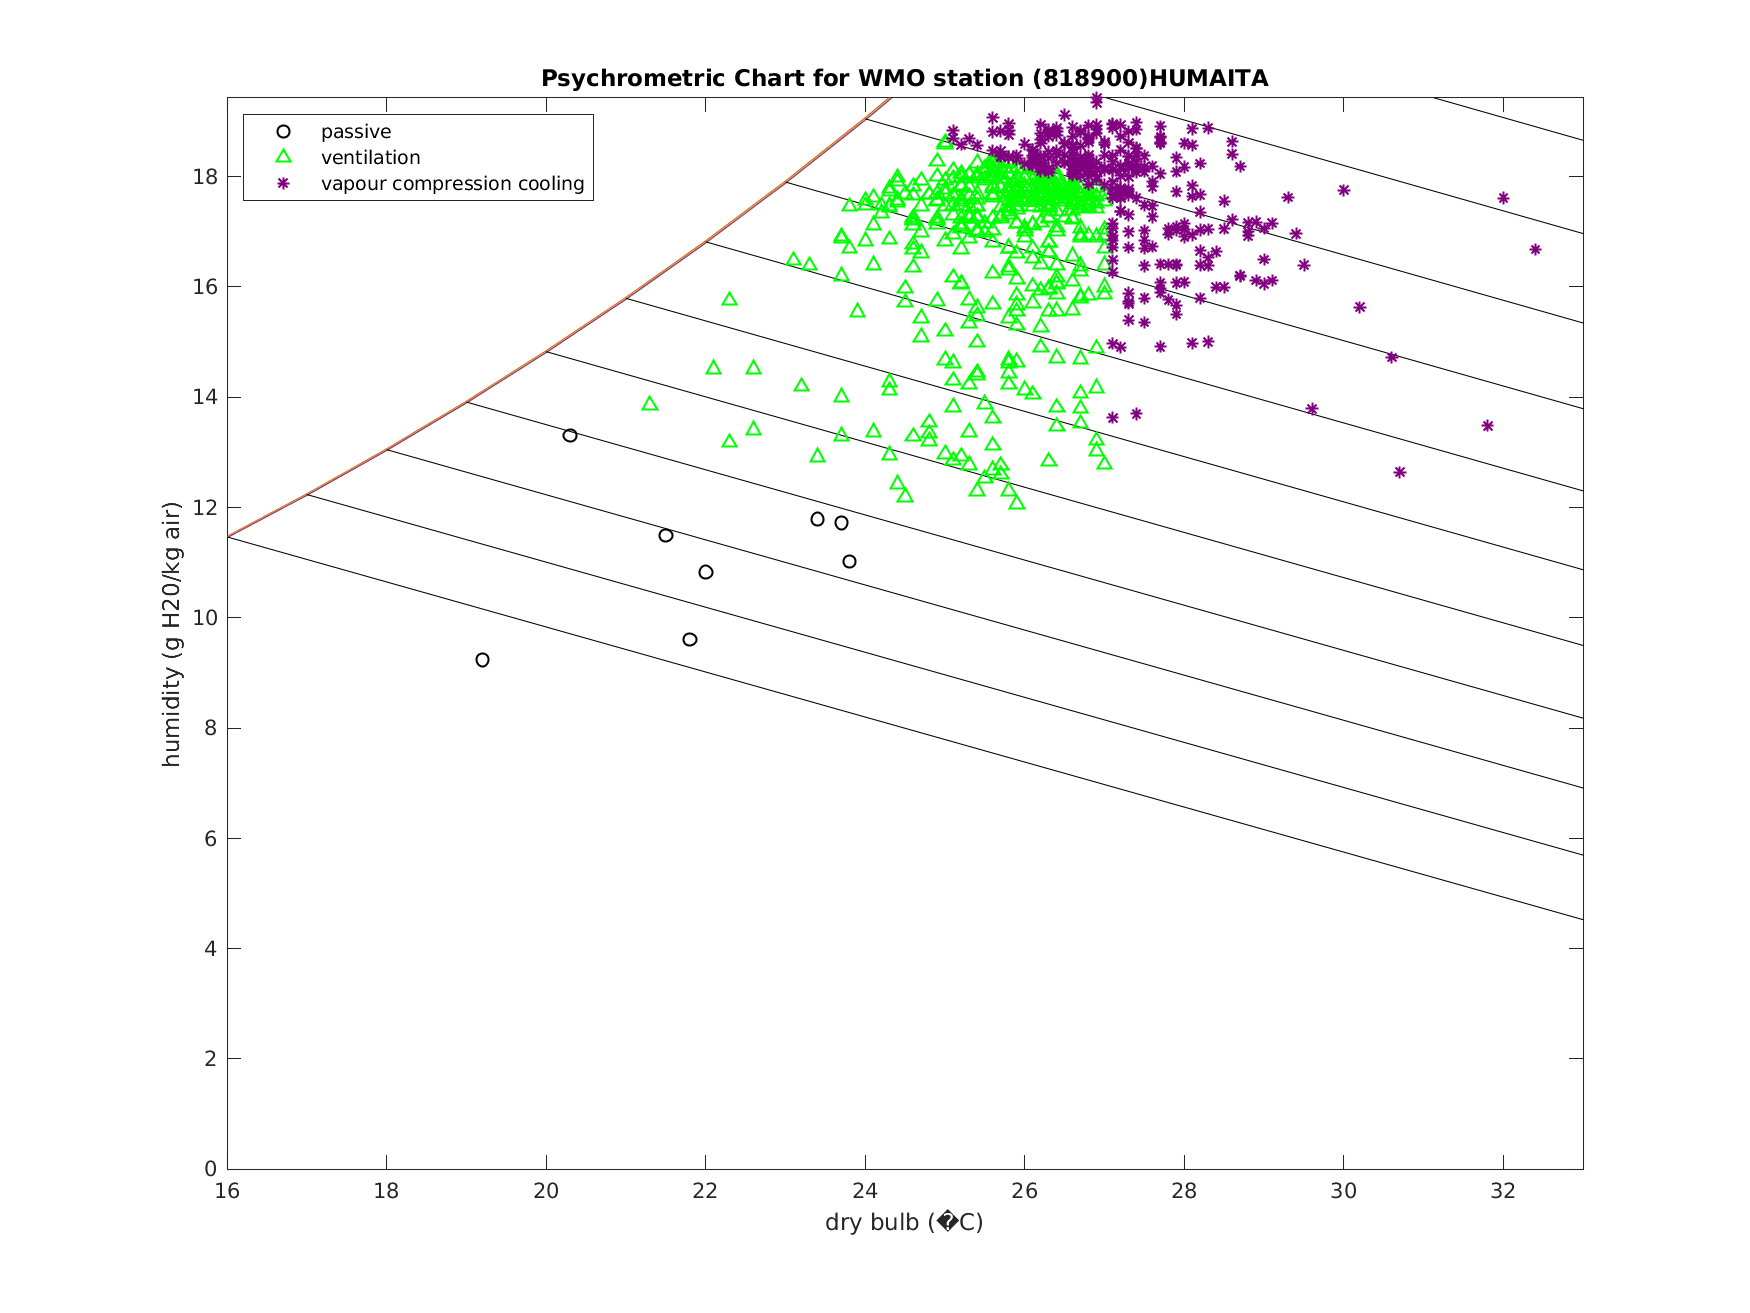 Psychrometric Chart for WMO station (818900)HUMAITA
passive
ventilation
vapour compression cooling
humidity (g H20/kg air)
18
16
14
12
10
8
6
4
2
0
16 18 20 22 24 26 28 30 32
dry bulb (�C)